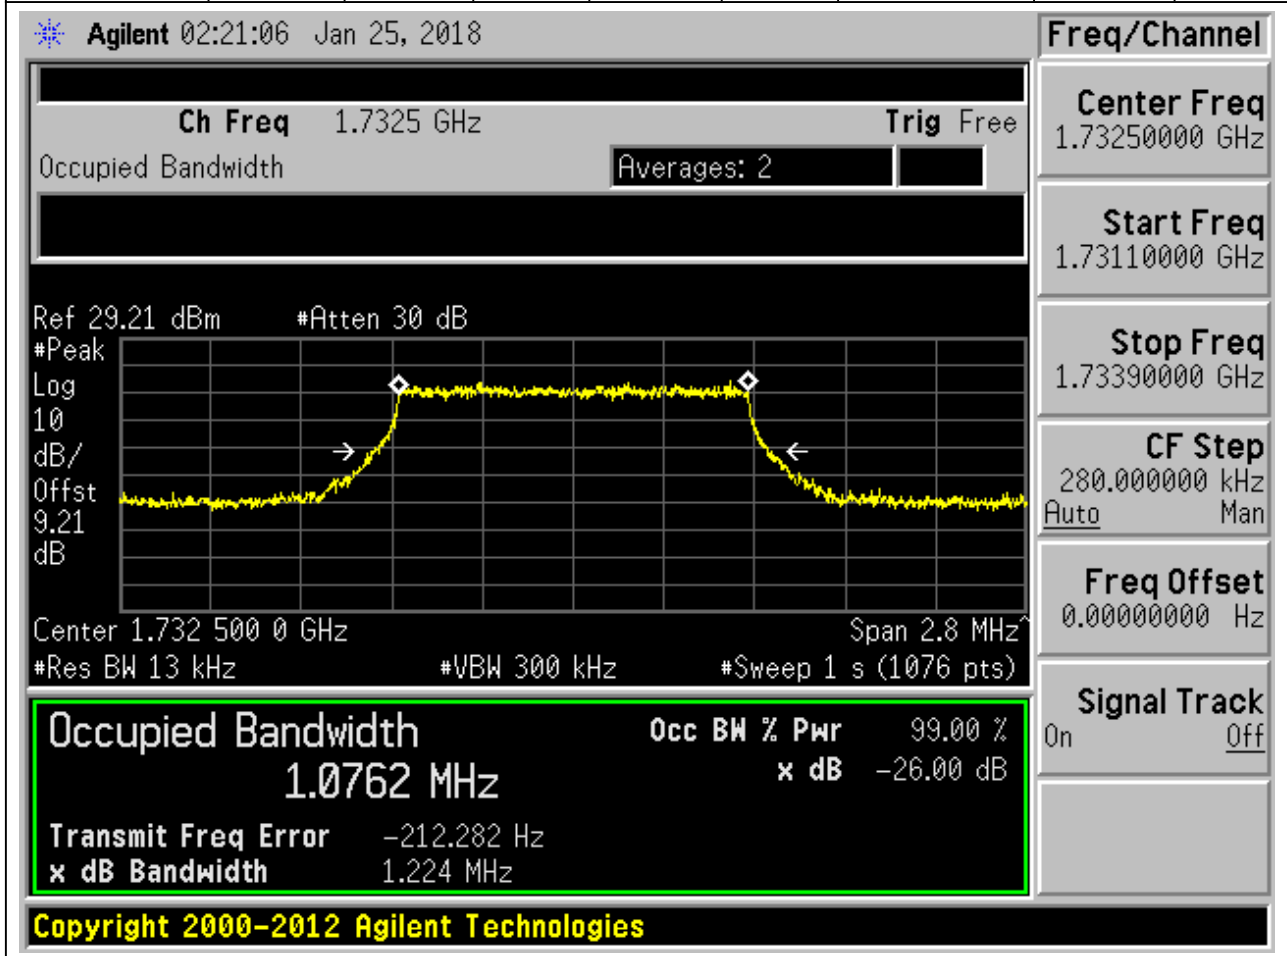 Agilent 02:21:06 Jan 25, 2018
Freq/Channel
Ch Freq 1.7325 GHz Trig Free
Occupied Bandwidth Averages: 2
Center Freq
1.73250000 GHz
Start Freq
1.73110000 GHz
Stop Freq
1.73390000 GHz
CF Step
280.000000 kHz
Auto Man
Freq Offset
0.00000000 Hz
Signal Track
On Off
Ref 29.21 dBm #Atten 30 dB
#Peak
Log
10
dB/
Offst
9.21
dB
Center 1.732 500 0 GHz Span 2.8 MHz^
#Res BW 13 kHz #VBW 300 kHz #Sweep 1 s (1076 pts)
Occupied Bandwidth Occ BW % Pwr 99.00 %
1.0762 MHz x dB -26.00 dB
Transmit Freq Error -212.282 Hz
x dB Bandwidth 1.224 MHz
Copyright 2000-2012 Agilent Technologies